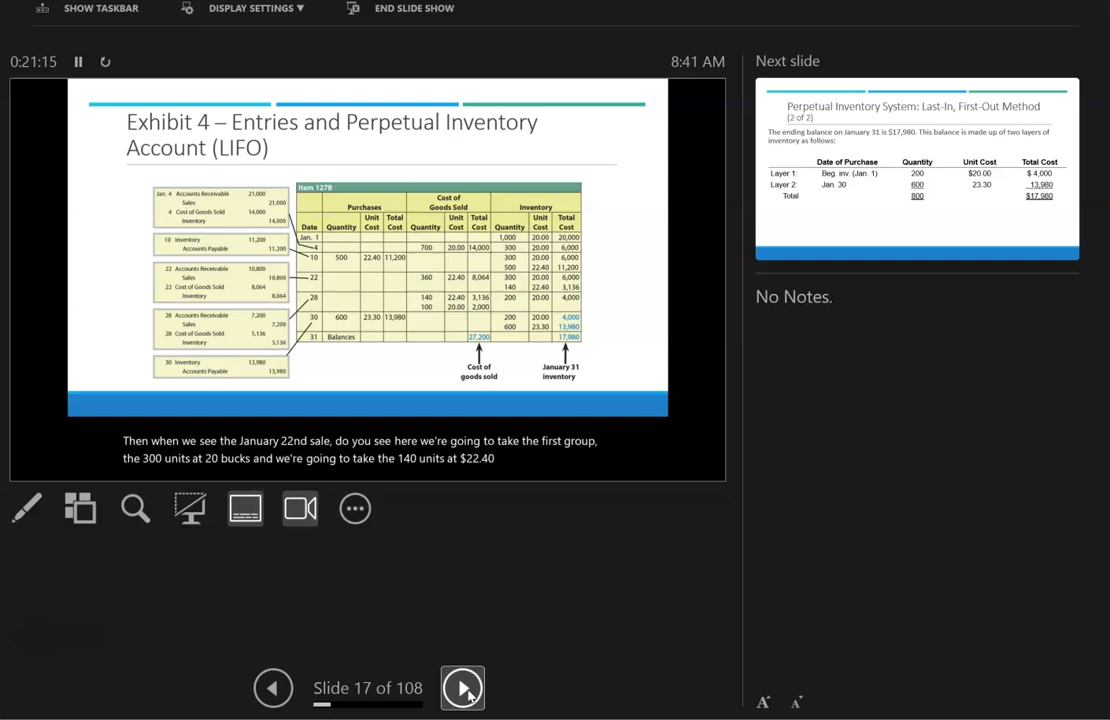 SHOW TASKBAR
DISPLAY SETTINGS ▼
END SLIDE SHOW
0:21:15
8:41 AM
Exhibit 4 – Entries and Perpetual Inventory
Account (LIFO)
Jan. 4 Accounts Receivable 21,000
Sales 21,000
4 Cost of Goods Sold 14,000
Inventory 14,000
10 Inventory 11,200
Accounts Payable 11,200
22 Accounts Receivable 10,800
Sales 10,800
22 Cost of Goods Sold 8,064
Inventory 8,064
28 Accounts Receivable 7,200
Sales 7,200
28 Cost of Goods Sold 5,136
Inventory 5,136
30 Inventory 13,980
Accounts Payable 13,980
Item 127B
Purchases Cost of Goods Sold Inventory
Date Quantity Unit Cost Total Cost Quantity Unit Cost Total Cost Quantity Unit Cost Total Cost
Jan. 1 1,000 20.00 20,000
4 700 20.00 14,000 300 20.00 6,000
10 500 22.40 11,200 300 20.00 6,000
500 22.40 11,200
22 360 22.40 8,064 300 20.00 6,000
140 22.40 3,136
28 140 22.40 3,136 200 20.00 4,000
100 20.00 2,000
30 600 23.30 13,980 200 20.00 4,000
600 23.30 13,980
31 Balances 27,200 17,980
Cost of goods sold
January 31 inventory
Then when we see the January 22nd sale, do you see here we're going to take the first group,
the 300 units at 20 bucks and we're going to take the 140 units at $22.40
Slide 17 of 108
Next slide
Perpetual Inventory System: Last-In, First-Out Method
(2 of 2)
The ending balance on January 31 is $17,980. This balance is made up of two layers of
inventory as follows:
Date of Purchase Quantity Unit Cost Total Cost
Layer 1: Beg. inv. (Jan. 1) 200 $20.00 $ 4,000
Layer 2: Jan. 30 600 23.30 13,980
Total 800 $17,980
No Notes.
A A